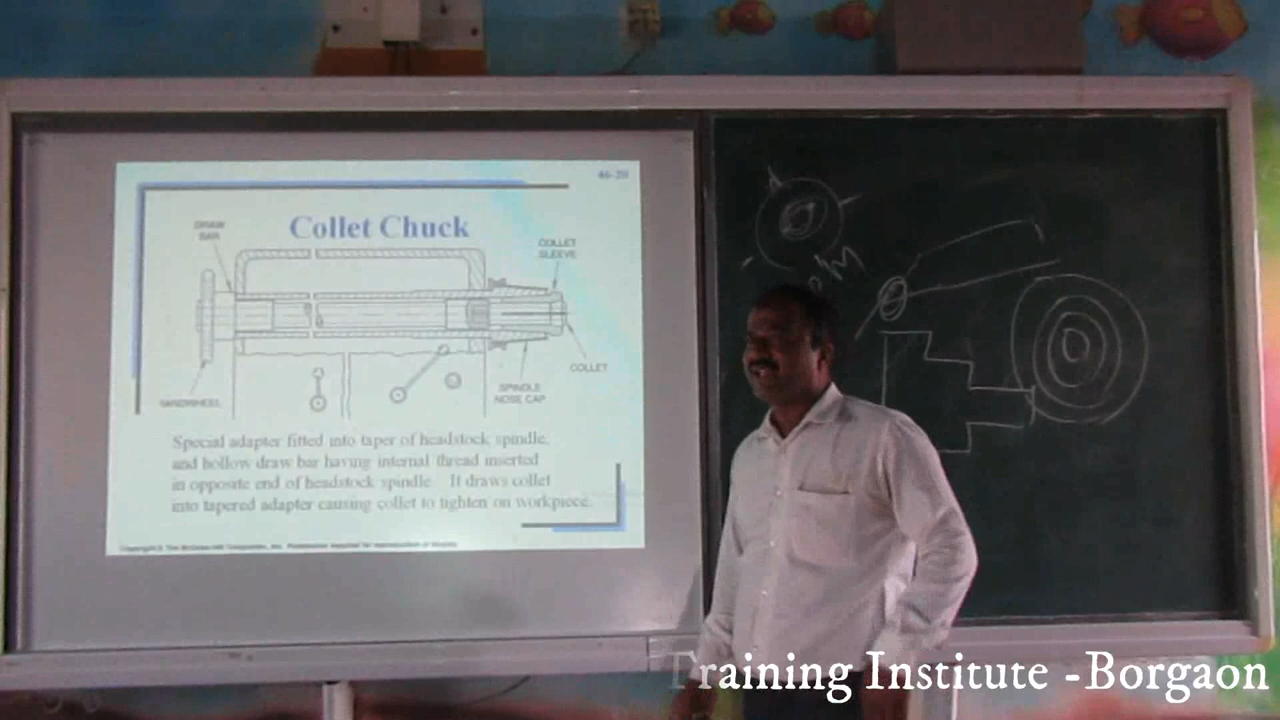 46-20
Collet Chuck
DRAW
BAR
COLLET
SLEEVE
COLLET
HANDWHEEL
SPINDLE
NOSE CAP
Special adapter fitted into taper of headstock spindle,
and hollow draw bar having internal thread inserted
in opposite end of headstock spindle. It draws collet
into tapered adapter causing collet to tighten on workpiece.
Training Institute -Borgaon